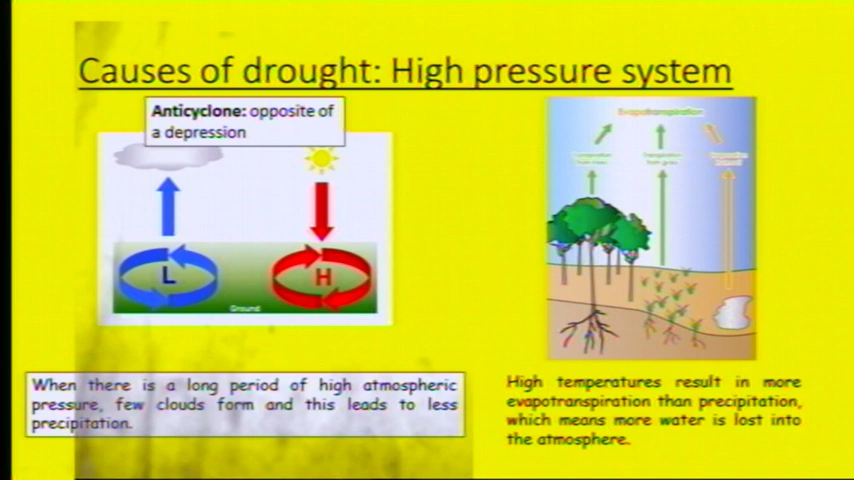 Causes of drought: High pressure system
Anticyclone: opposite of
a depression
L
H
Ground
Evapotranspiration
When there is a long period of high atmospheric
pressure, few clouds form and this leads to less
precipitation.
High temperatures result in more
evapotranspiration than precipitation,
which means more water is lost into
the atmosphere.